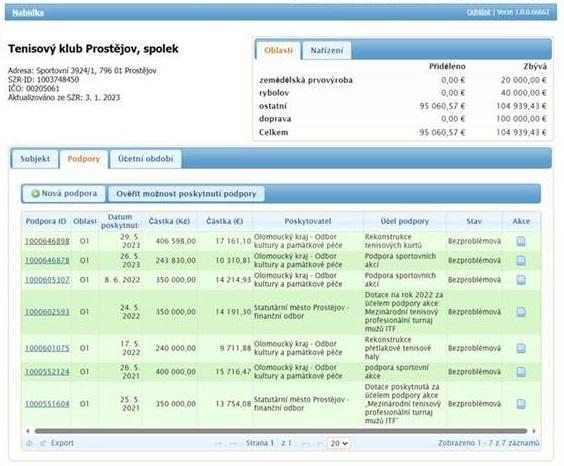 Nabídka
Odhlásit | Verze 1.0.0.66662
Tenisový klub Prostějov, spolek
Adresa: Sportovní 3924/1, 796 01 Prostějov
SZR-ID: 1003748450
IČO: 00205061
Aktualizováno ze SZR: 3. 1. 2023
Oblasti Nařízení
Přiděleno Zbývá
zemědělská prvovýroba 0,00 € 20 000,00 €
rybolov 0,00 € 40 000,00 €
ostatní 95 060,57 € 104 939,43 €
doprava 0,00 € 100 000,00 €
Celkem 95 060,57 € 104 943,43 €
Subjekt Podpory Účetní období
Nová podpora Ověřit možnost poskytnutí podpory
Podpora ID Oblast Datum poskytnut: Částka (Kč) Částka (€) Poskytovatel Účel podpory Stav Akce
1000646898 O1 29. 5. 2023 406 598,00 17 161,10 Olomoucký kraj - Odbor kultury a památkové péče Rekonstrukce tenisových kurtů Bezproblémová
1000646878 O1 26. 5. 2023 243 830,00 10 310,81 Olomoucký kraj - Odbor kultury a památkové péče Podpora sportovních akcí Bezproblémová
1000605307 O1 8. 6. 2022 350 000,00 14 214,93 Olomoucký kraj - Odbor kultury a památkové péče Podpora sportovních akcí Bezproblémová
1000602593 O1 24. 5. 2022 350 000,00 14 191,30 Statutární město Prostějov - finanční odbor Dotace na rok 2022 za účelem podpory akce Mezinárodní tenisový profesionální turnaj mužů ITF Bezproblémová
1000601075 O1 17. 5. 2022 240 000,00 9 711,88 Olomoucký kraj - Odbor kultury a památkové péče Rekonstrukce přetlakové tenisové haly Bezproblémová
1000552124 O1 26. 5. 2021 400 000,00 15 716,47 Olomoucký kraj - Odbor kultury a památkové péče podpora sportovní akce Bezproblémová
1000551604 O1 25. 5. 2021 350 000,00 13 754,08 Statutární město Prostějov - finanční odbor Dotace poskytnutá za účelem podpory akce „Mezinárodní tenisový profesionální turnaj mužů ITF" Bezproblémová
Export Strana 1 z 1 20 Zobrazeno 1 - 7 z 7 záznamů